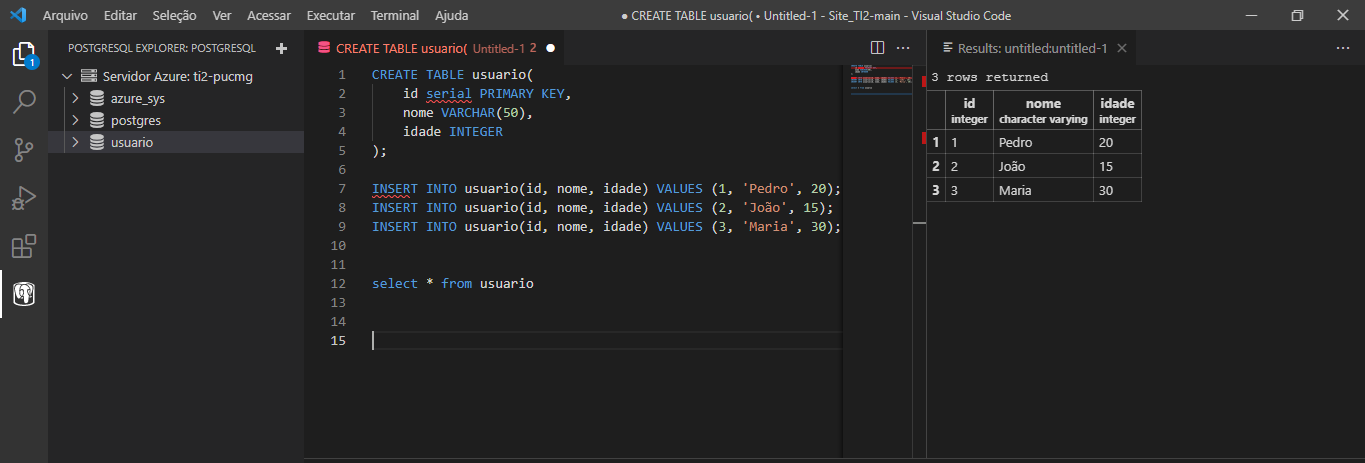 Arquivo Editar Seleção Ver Acessar Executar Terminal Ajuda
● CREATE TABLE usuario( • Untitled-1 - Site_TI2-main - Visual Studio Code
1
POSTGRESQL EXPLORER: POSTGRESQL
Servidor Azure: ti2-pucmg
azure_sys
postgres
usuario
CREATE TABLE usuario( Untitled-1 2 ●
1 CREATE TABLE usuario(
2     id serial PRIMARY KEY,
3     nome VARCHAR(50),
4     idade INTEGER
5 );
6
7 INSERT INTO usuario(id, nome, idade) VALUES (1, 'Pedro', 20);
8 INSERT INTO usuario(id, nome, idade) VALUES (2, 'João', 15);
9 INSERT INTO usuario(id, nome, idade) VALUES (3, 'Maria', 30);
10
11
12 select * from usuario
13
14
15
Results: untitled:untitled-1
3 rows returned
id nome idade
integer character varying integer
1 1 Pedro 20
2 2 João 15
3 3 Maria 30